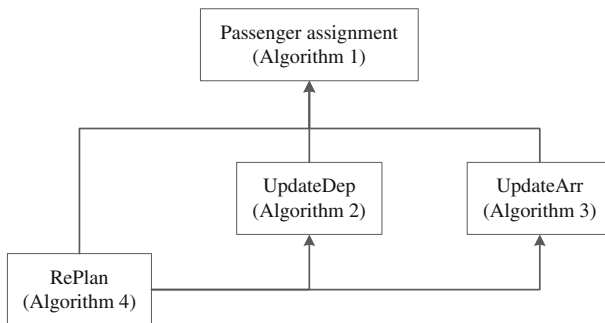 Passenger assignment
(Algorithm 1)
UpdateDep
(Algorithm 2)
UpdateArr
(Algorithm 3)
RePlan
(Algorithm 4)